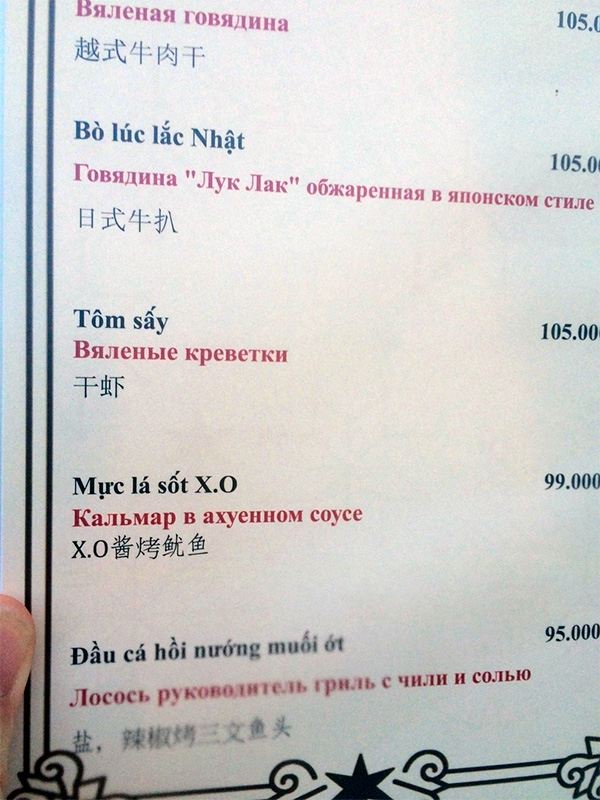 Вяленая говядина 105.0
越式牛肉干
Bò lúc lắc Nhật
105.00
Говядина "Лук Лак" обжаренная в японском стиле
日式牛扒
Tôm sấy 105.00
Вяленые креветки
干虾
Mực lá sốt X.O 99.000
Кальмар в ахуенном соусе
X.O酱烤鱿鱼
Đầu cá hồi nướng muối ớt 95.000
Лосось руководитель гриль с чили и солью
盐，辣椒烤三文鱼头